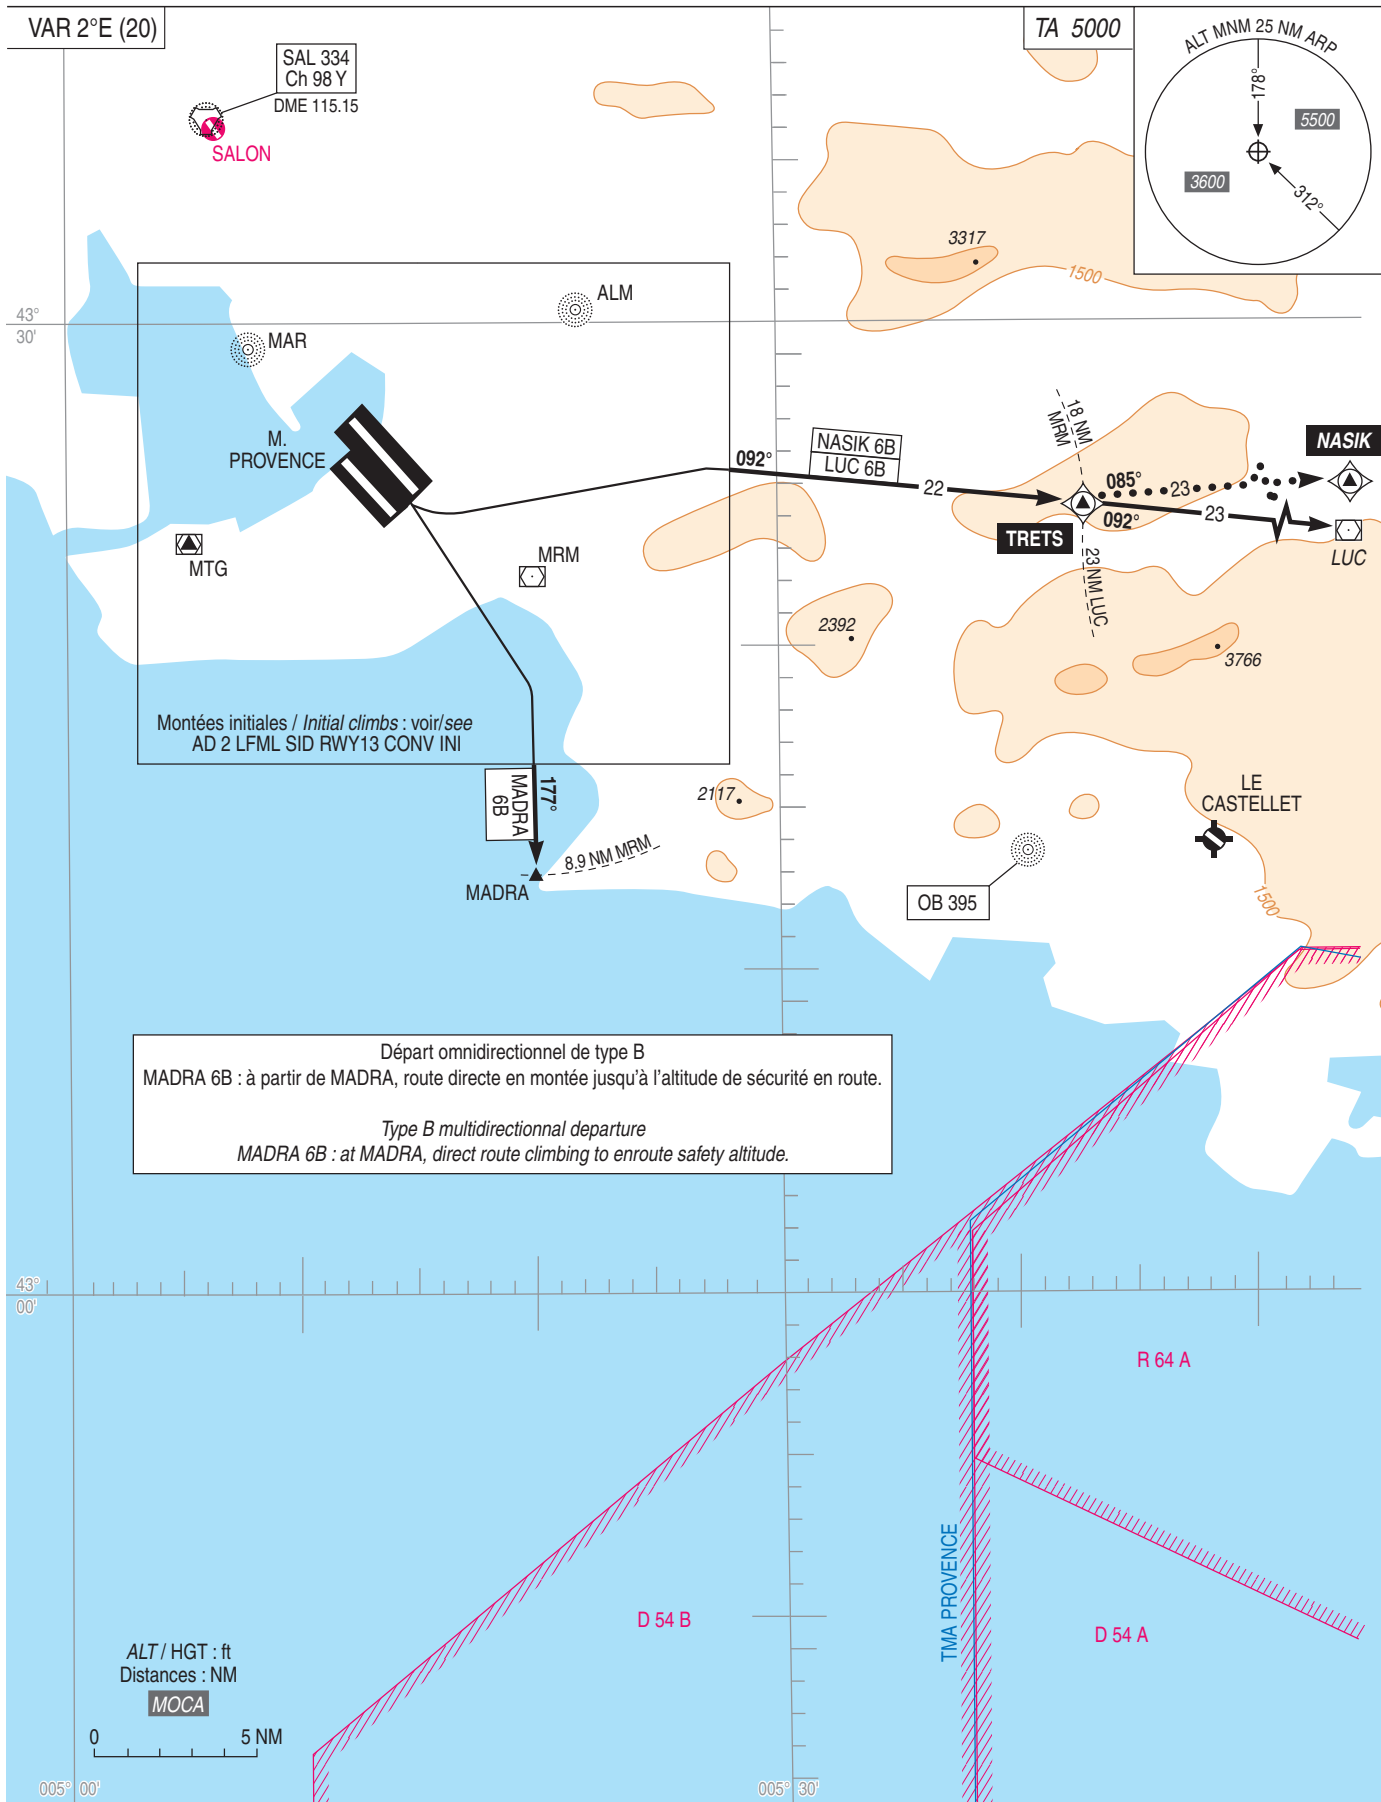 VAR 2°E (20)
TA 5000
ALT MNM 25 NM ARP
178°
5500
3600
312°
SAL 334
Ch 98 Y
DME 115.15
SALON
3317
1500
43°
30'
ALM
MAR
M.
PROVENCE
MTG
MRM
092°
NASIK 6B
LUC 6B
22
18 NM
MRM
085°
23
NASIK
TRETS
092°
23
LUC
23 NM LUC
2392
3766
Montées initiales / Initial climbs : voir/see
AD 2 LFML SID RWY13 CONV INI
MADRA
6B
177°
2117
8.9 NM MRM
MADRA
LE
CASTELLET
OB 395
1500
Départ omnidirectionnel de type B
MADRA 6B : à partir de MADRA, route directe en montée jusqu'à l'altitude de sécurité en route.
Type B multidirectionnal departure
MADRA 6B : at MADRA, direct route climbing to enroute safety altitude.
43°
00'
R 64 A
TMA PROVENCE
D 54 B
D 54 A
ALT / HGT : ft
Distances : NM
MOCA
0 5 NM
005° 00'
005° 30'